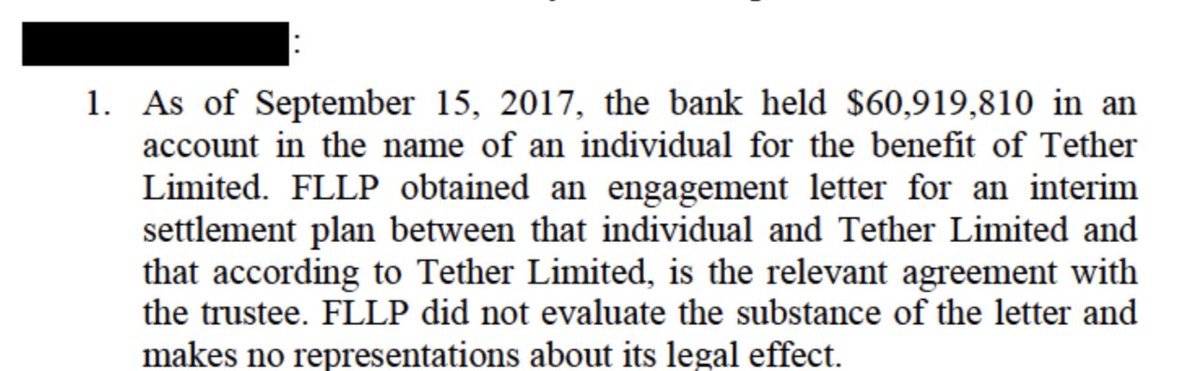 :
1. As of September 15, 2017, the bank held $60,919,810 in an
account in the name of an individual for the benefit of Tether
Limited. FLLP obtained an engagement letter for an interim
settlement plan between that individual and Tether Limited and
that according to Tether Limited, is the relevant agreement with
the trustee. FLLP did not evaluate the substance of the letter and
makes no representations about its legal effect.